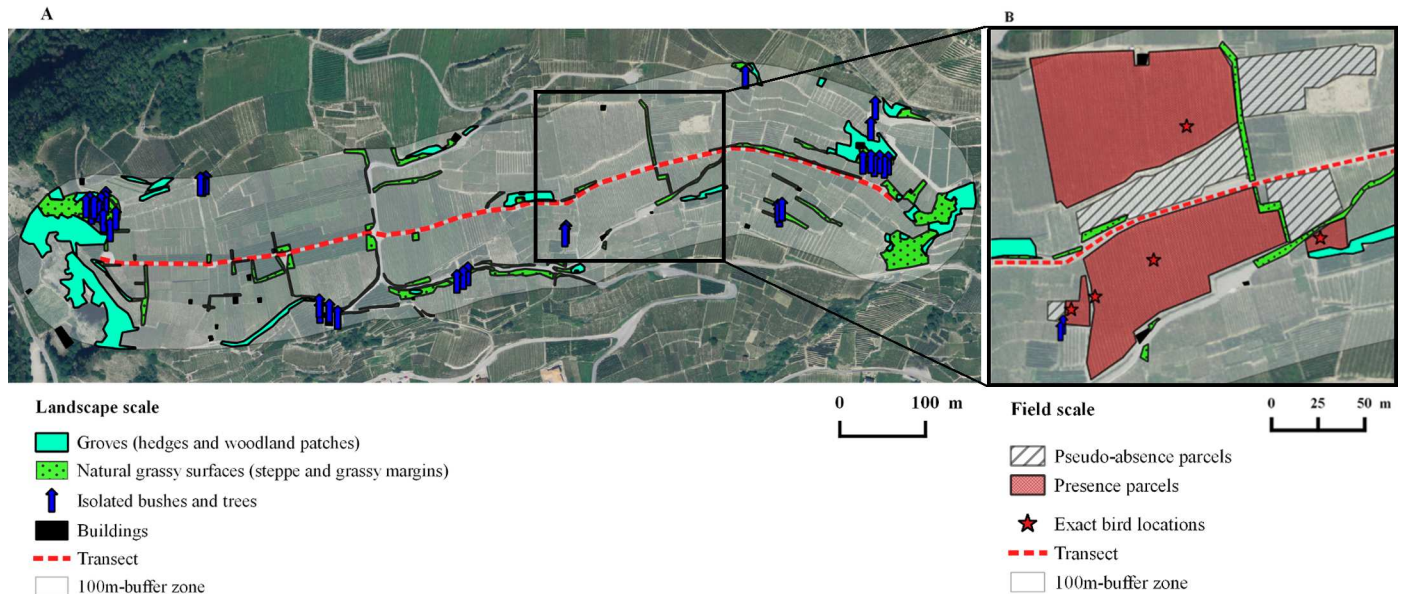 A
B
Landscape scale
Groves (hedges and woodland patches)
Natural grassy surfaces (steppe and grassy margins)
Isolated bushes and trees
Buildings
Transect
100m-buffer zone
0 100 m
Field scale
0 25 50 m
Pseudo-absence parcels
Presence parcels
Exact bird locations
Transect
100m-buffer zone